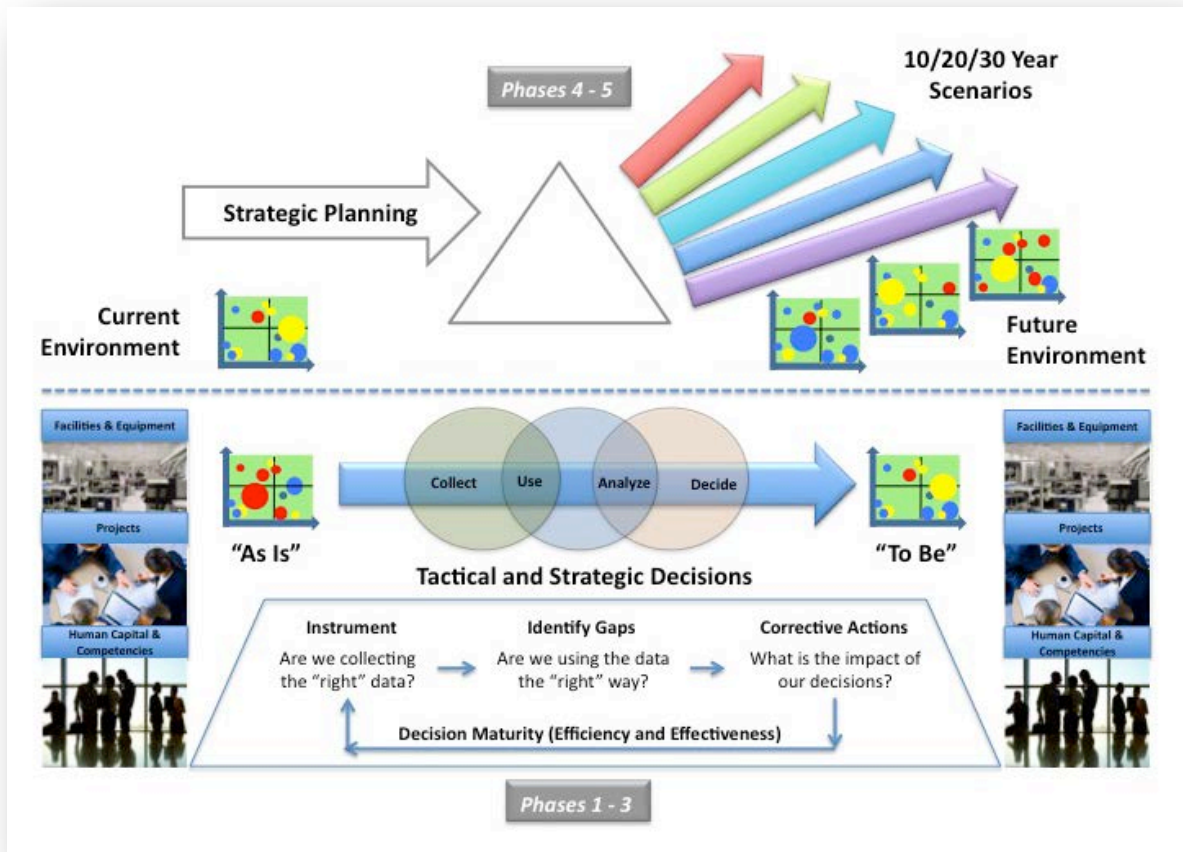 Phases 4 - 5
10/20/30 Year
Scenarios
Strategic Planning
Current
Environment
Future
Environment
Facilities & Equipment
Projects
Human Capital &
Competencies
"As Is"
Collect
Use
Analyze
Decide
"To Be"
Tactical and Strategic Decisions
Instrument
Are we collecting
the "right" data?
Identify Gaps
Are we using the data
the "right" way?
Corrective Actions
What is the impact of
our decisions?
Decision Maturity (Efficiency and Effectiveness)
Facilities & Equipment
Projects
Human Capital &
Competencies
Phases 1 - 3